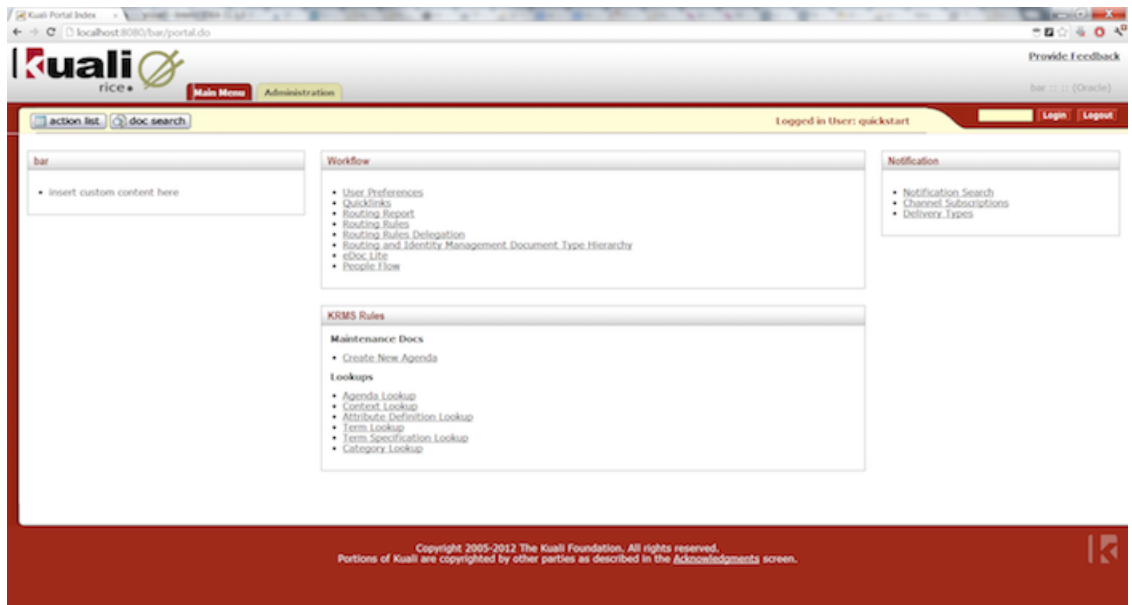 Kuali Portal Index
localhost:8080/bar/portal.do
Kuali
rice
Provide Feedback
Main Menu
Administration
bar :: :: (Oracle)
action list
doc search
Logged in User: quickstart
Login
Logout
bar
• insert custom content here
Workflow
• User Preferences
• Quicklinks
• Routing Report
• Routing Rules
• Routing Rules Delegation
• Routing and Identity Management Document Type Hierarchy
• eDoc Lite
• People Flow
KRMS Rules
Maintenance Docs
• Create New Agenda
Lookups
• Agenda Lookup
• Context Lookup
• Attribute Definition Lookup
• Term Lookup
• Term Specification Lookup
• Category Lookup
Notification
• Notification Search
• Channel Subscriptions
• Delivery Types
Copyright 2005-2012 The Kuali Foundation. All rights reserved.
Portions of Kuali are copyrighted by other parties as described in the Acknowledgments screen.